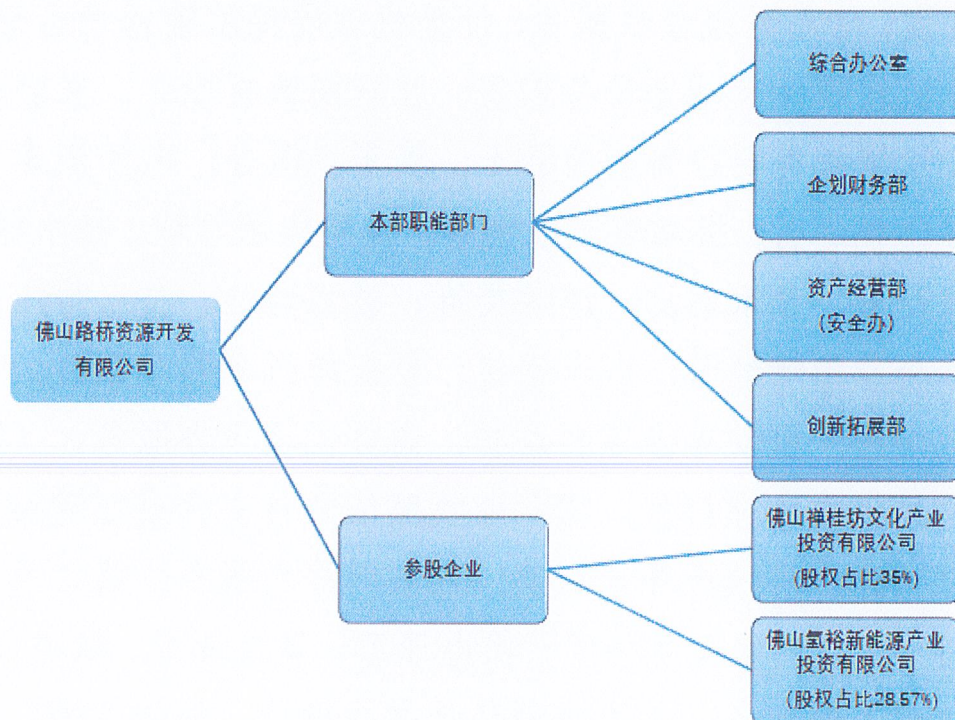 综合办公室
企划财务部
本部职能部门
资产经营部
（安全办）
佛山路桥资源开发
有限公司
创新拓展部
参股企业
佛山禅桂坊文化产业
投资有限公司
(股权占比35%)
佛山氢裕新能源产业
投资有限公司
（股权占比28.57%)